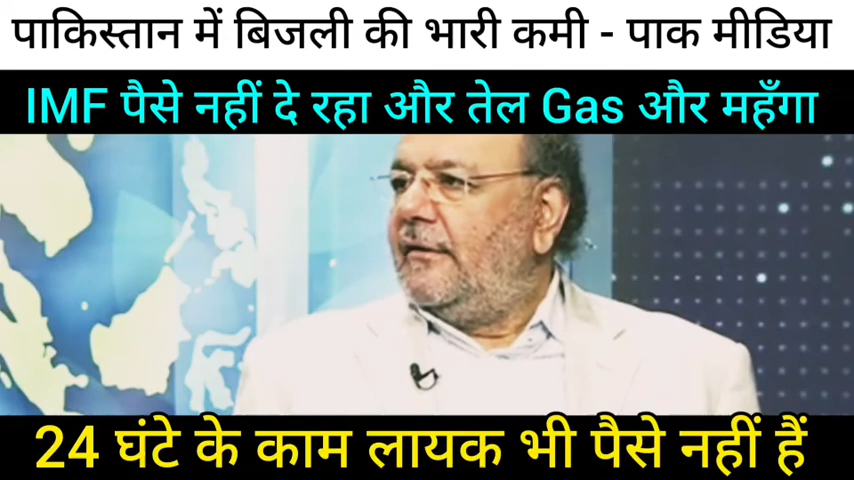 पाकिस्तान में बिजली की भारी कमी - पाक मीडिया
IMF पैसे नहीं दे रहा और तेल Gas और महँगा
24 घंटे के काम लायक भी पैसे नहीं हैं